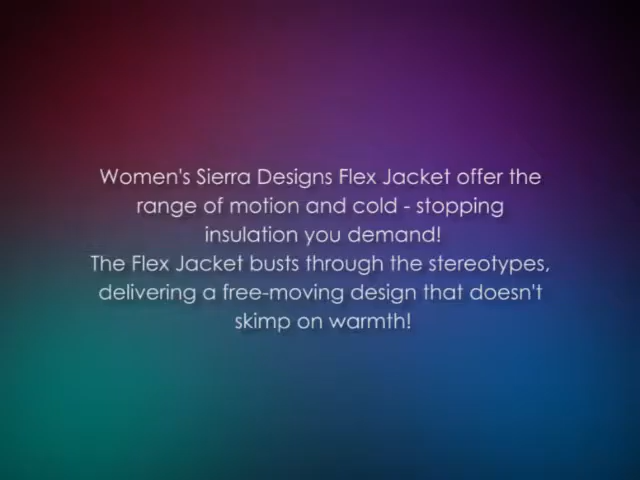 Women's Sierra Designs Flex Jacket offer the
range of motion and cold - stopping
insulation you demand!
The Flex Jacket busts through the stereotypes,
delivering a free-moving design that doesn't
skimp on warmth!